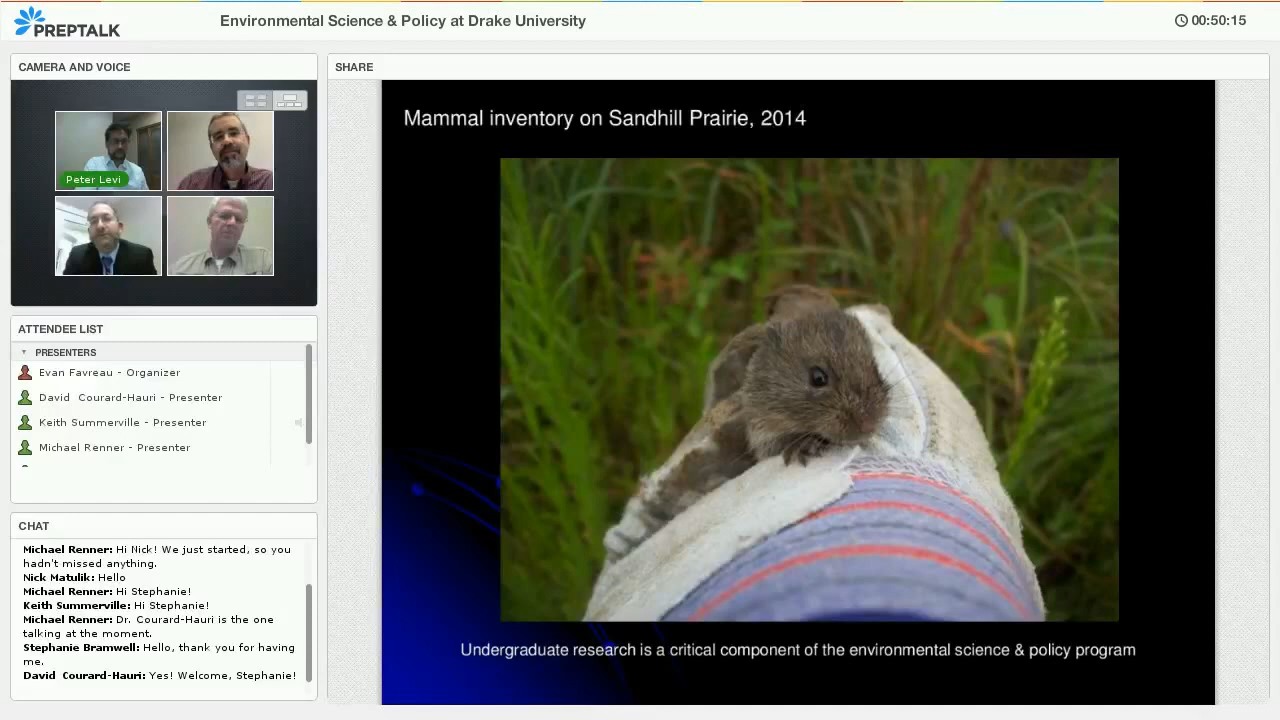 PREPTALK
Environmental Science & Policy at Drake University
00:50:15
CAMERA AND VOICE
Peter Levi
ATTENDEE LIST
PRESENTERS
Evan Favreau - Organizer
David Courard-Hauri - Presenter
Keith Summerville - Presenter
Michael Renner - Presenter
CHAT
Michael Renner: Hi Nick! We just started, so you
hadn't missed anything.
Nick Matulik: Hello
Michael Renner: Hi Stephanie!
Keith Summerville: Hi Stephanie!
Michael Renner: Dr. Courard-Hauri is the one
talking at the moment.
Stephanie Bramwell: Hello, thank you for having
me.
David Courard-Hauri: Yes! Welcome, Stephanie!
SHARE
Mammal inventory on Sandhill Prairie, 2014
Undergraduate research is a critical component of the environmental science & policy program